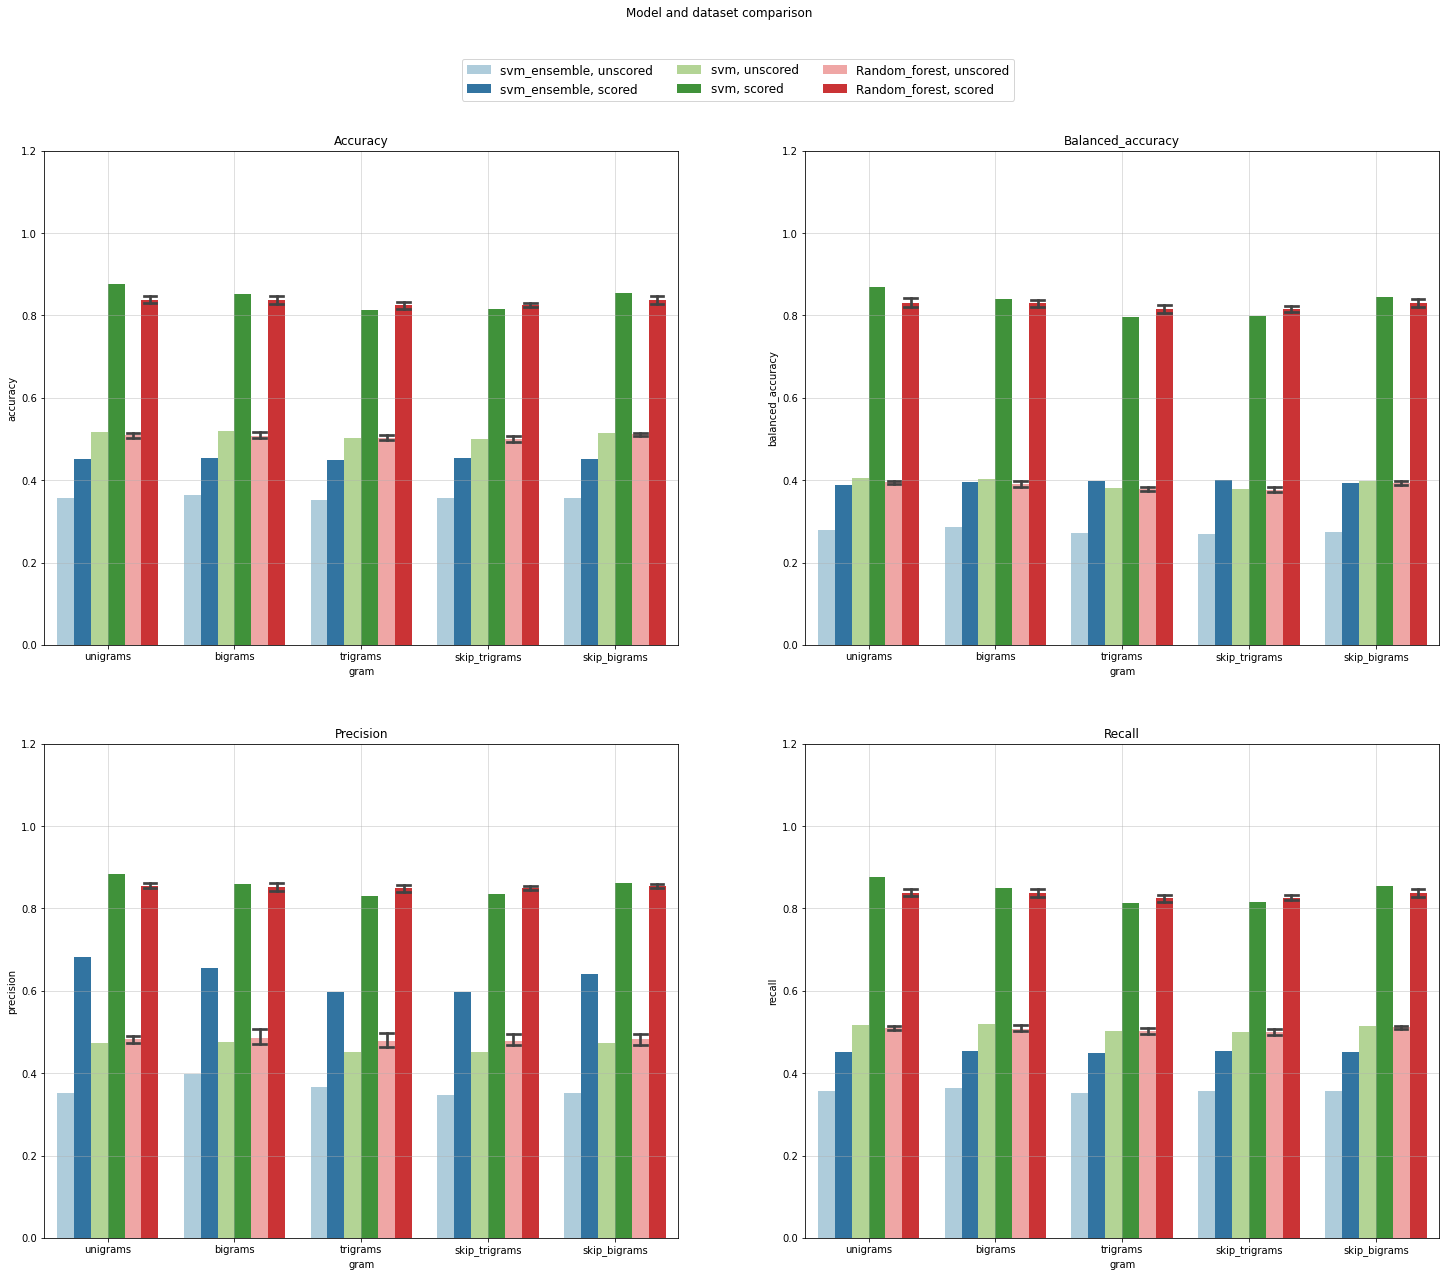 Model and dataset comparison
svm_ensemble, unscored svm, unscored Random_forest, unscored
svm_ensemble, scored svm, scored Random_forest, scored
Accuracy
1.2
1.0
0.8
0.6
0.4
0.2
0.0
accuracy
unigrams bigrams trigrams skip_trigrams skip_bigrams
gram
Balanced_accuracy
1.2
1.0
0.8
0.6
0.4
0.2
0.0
balanced_accuracy
unigrams bigrams trigrams skip_trigrams skip_bigrams
gram
Precision
1.2
1.0
0.8
0.6
0.4
0.2
0.0
precision
unigrams bigrams trigrams skip_trigrams skip_bigrams
gram
Recall
1.2
1.0
0.8
0.6
0.4
0.2
0.0
recall
unigrams bigrams trigrams skip_trigrams skip_bigrams
gram